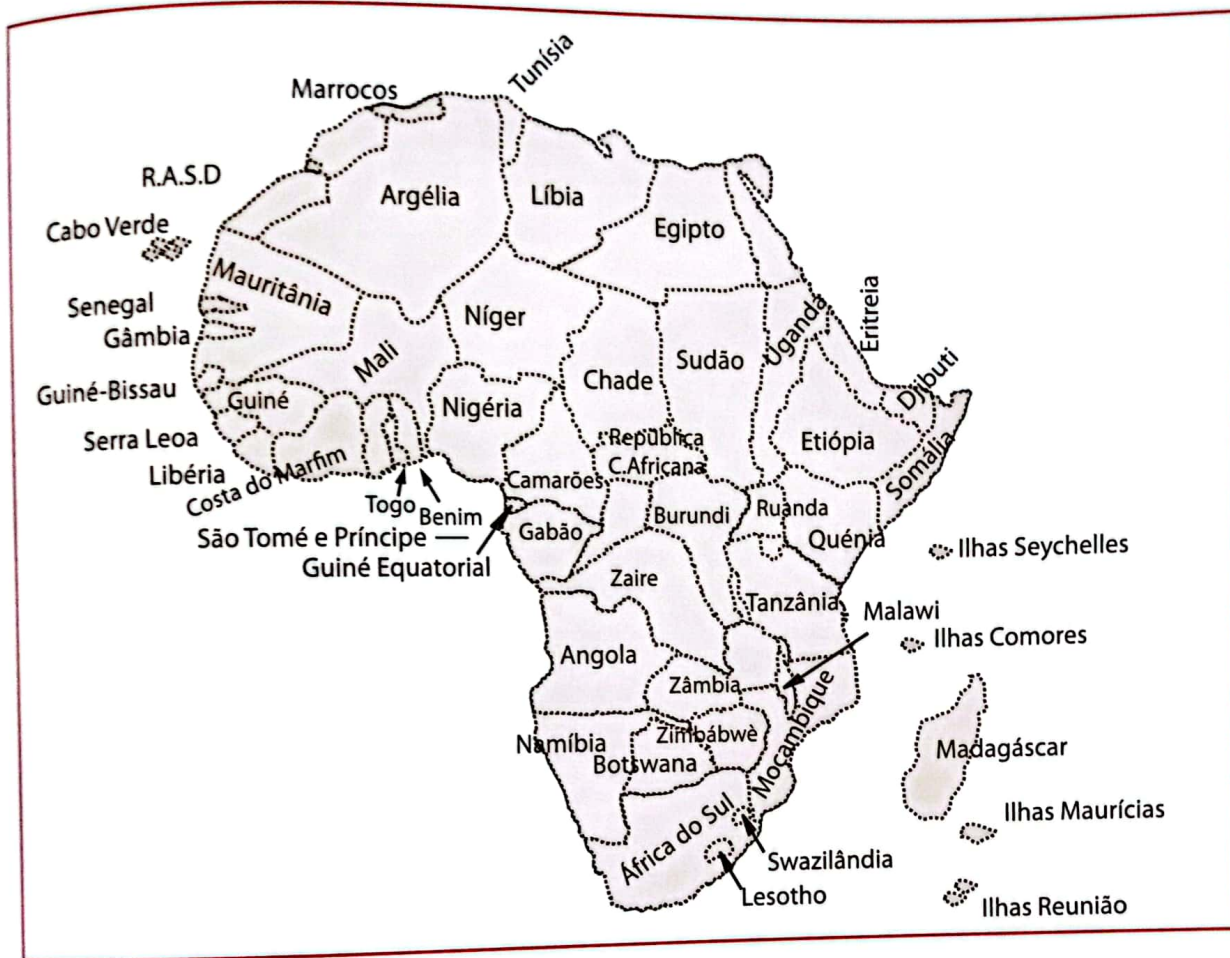 Tunísia
Marrocos
R.A.S.D
Argélia
Líbia
Egipto
Cabo Verde
Mauritânia
Senegal
Gâmbia
Níger
Mali
Chade
Sudão
Uganda
Eritreia
Djibuti
Guiné-Bissau
Guiné
Nigéria
Etiópia
Somália
Serra Leoa
Libéria
Costa do Marfim
República
C.Africana
Camarões
Togo
Benim
Burundi
Ruanda
São Tomé e Príncipe
Gabão
Quénia
Guiné Equatorial
Ilhas Seychelles
Zaire
Tanzânia
Malawi
Ilhas Comores
Angola
Zâmbia
Moçambique
Namíbia
Zimbábwè
Botswana
Madagáscar
Ilhas Maurícias
África do Sul
Swazilândia
Lesotho
Ilhas Reunião